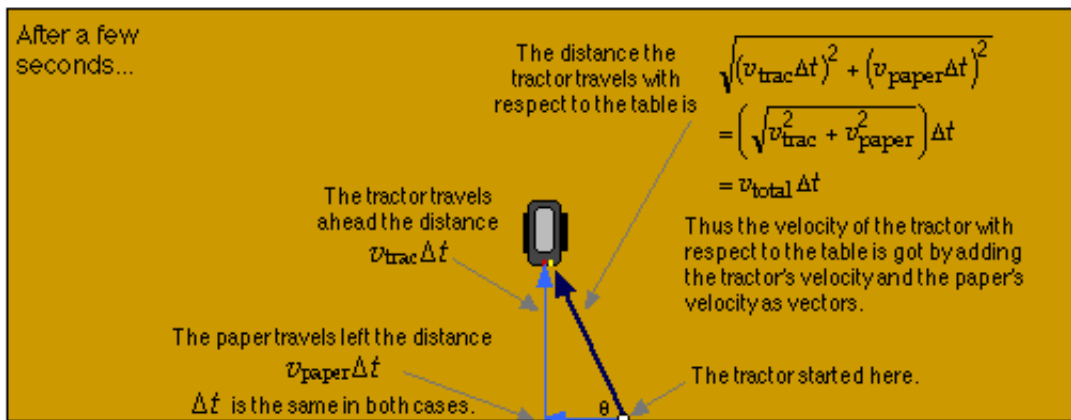 After a few
seconds...
The distance the
tractor travels with
respect to the table is
√((v_trac Δt)² + (v_paper Δt)²)
= (√(v²_trac + v²_paper)) Δt
= v_total Δt
Thus the velocity of the tractor with
respect to the table is got by adding
the tractor's velocity and the paper's
velocity as vectors.
The tractor travels
ahead the distance
v_trac Δt
The paper travels left the distance
v_paper Δt
Δt is the same in both cases.
θ
The tractor started here.